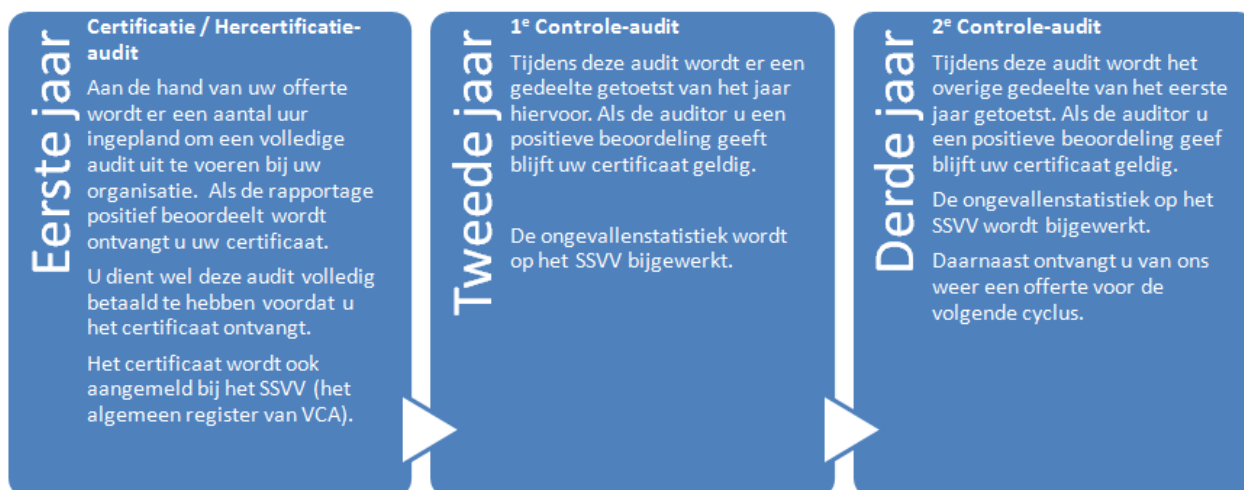 Eerste jaar
Certificatie / Hercertificatie-
audit
Aan de hand van uw offerte
wordt er een aantal uur
ingepland om een volledige
audit uit te voeren bij uw
organisatie. Als de rapportage
positief beoordeelt wordt
ontvangt u uw certificaat.
U dient wel deze audit volledig
betaald te hebben voordat u
het certificaat ontvangt.
Het certificaat wordt ook
aangemeld bij het SSVV (het
algemeen register van VCA).
Tweede jaar
1e Controle-audit
Tijdens deze audit wordt er een
gedeelte getoetst van het jaar
hiervoor. Als de auditor u een
positieve beoordeling geeft
blijft uw certificaat geldig.
De ongevallenstatistiek wordt
op het SSVV bijgewerkt.
Derde jaar
2e Controle-audit
Tijdens deze audit wordt het
overige gedeelte van het eerste
jaar getoetst. Als de auditor u
een positieve beoordeling geef
blijft uw certificaat geldig.
De ongevallenstatistiek op het
SSVV wordt bijgewerkt.
Daarnaast ontvangt u van ons
weer een offerte voor de
volgende cyclus.